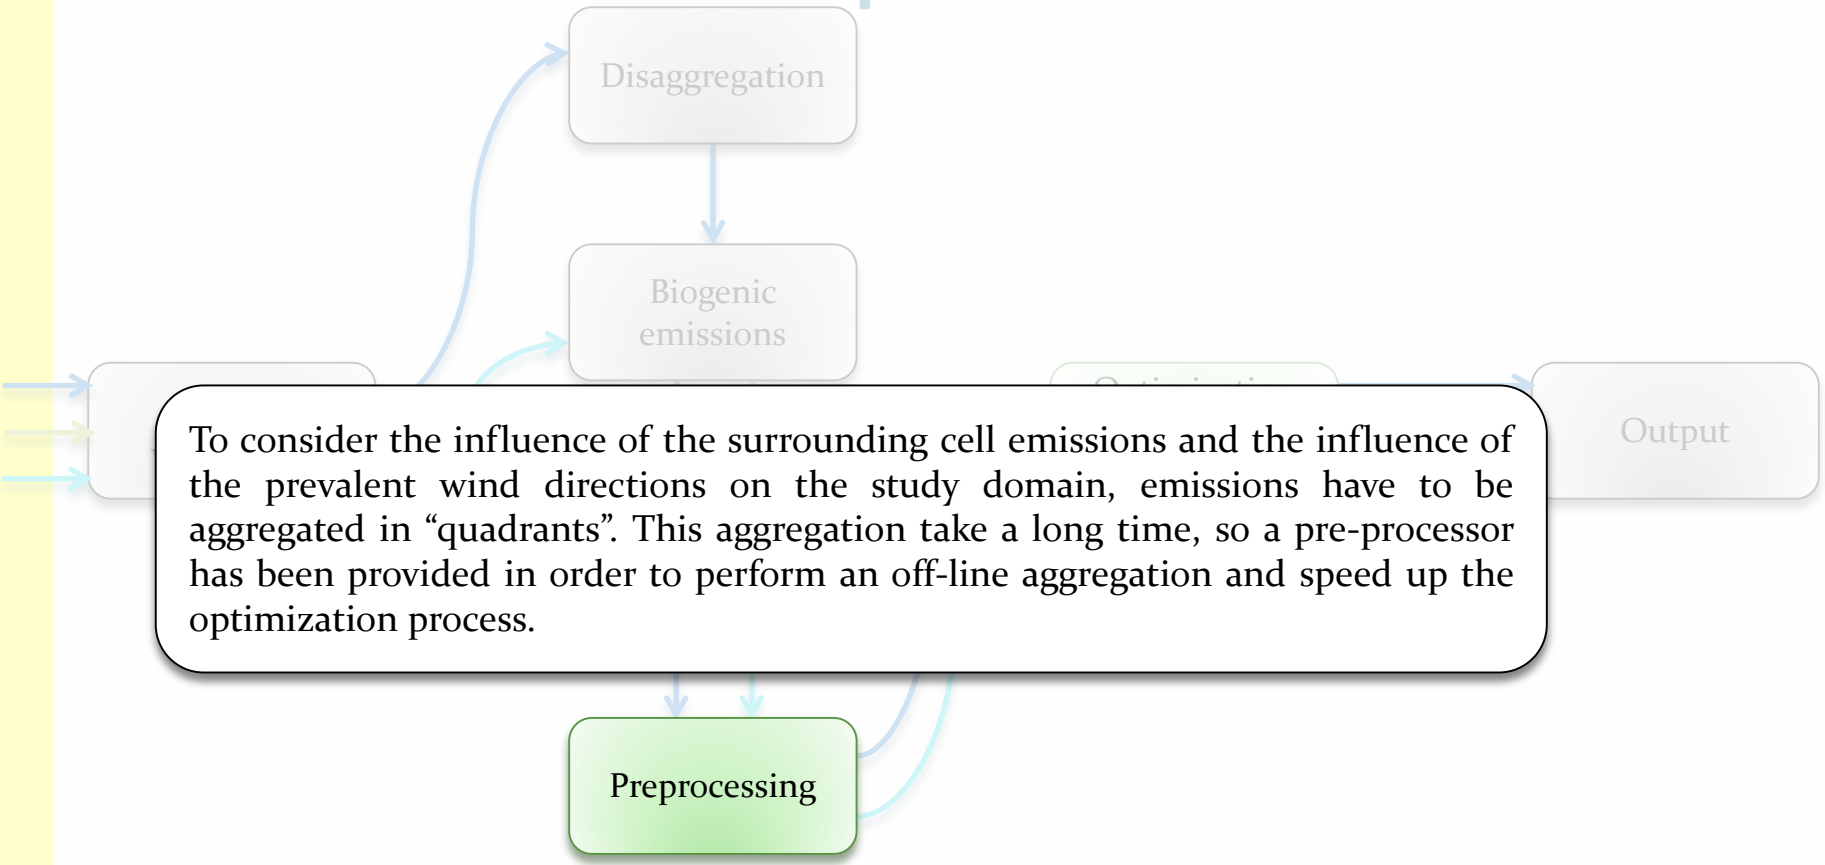 Disaggregation
Biogenic
emissions
Output
To consider the influence of the surrounding cell emissions and the influence of
the prevalent wind directions on the study domain, emissions have to be
aggregated in “quadrants”. This aggregation take a long time, so a pre-processor
has been provided in order to perform an off-line aggregation and speed up the
optimization process.
Preprocessing